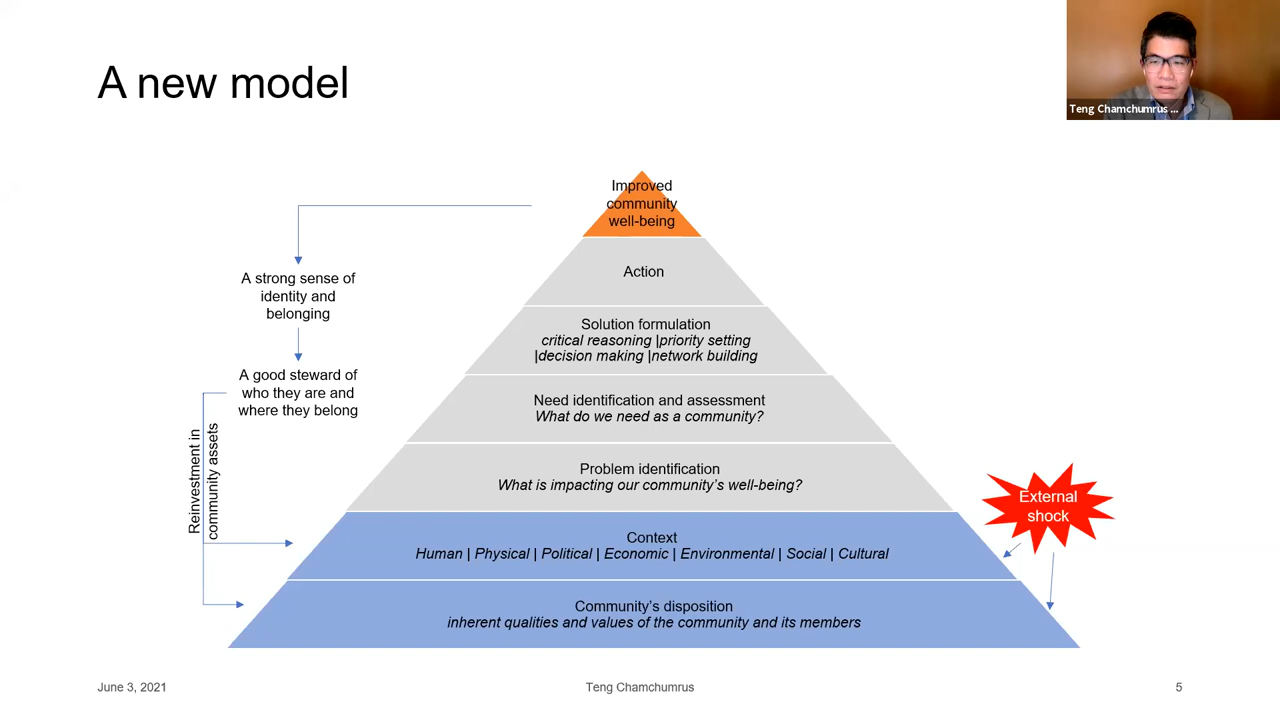 A new model
Teng Chamchumrus ...
Improved
community
well-being
Action
Solution formulation
critical reasoning |priority setting
|decision making |network building
Need identification and assessment
What do we need as a community?
Problem identification
What is impacting our community's well-being?
Context
Human | Physical | Political | Economic | Environmental | Social | Cultural
Community's disposition
inherent qualities and values of the community and its members
A strong sense of
identity and
belonging
A good steward of
who they are and
where they belong
Reinvestment in
community assets
External
shock
June 3, 2021
Teng Chamchumrus
5